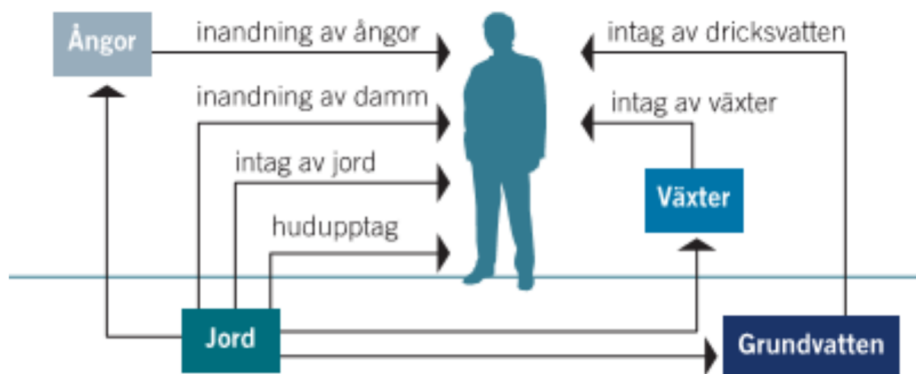 Ångor
inandning av ångor
intag av dricksvatten
inandning av damm
intag av växter
intag av jord
Växter
hudupptag
Jord
Grundvatten